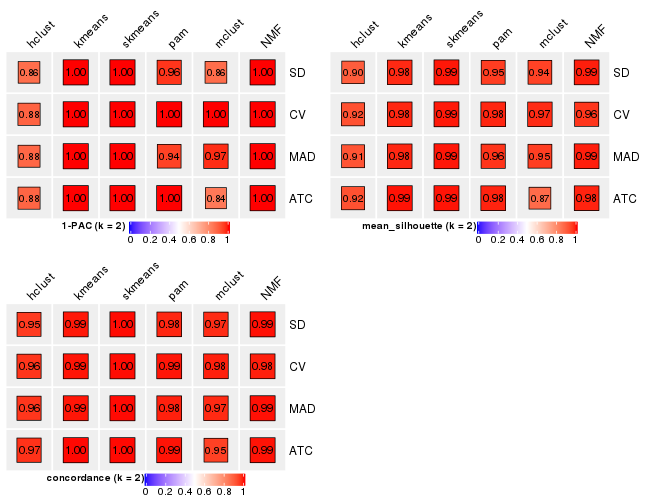 hclust kmeans skmeans pam mclust NMF
0.86 1.00 1.00 0.96 0.86 1.00 SD
0.88 1.00 1.00 1.00 1.00 1.00 CV
0.88 1.00 1.00 0.94 0.97 1.00 MAD
0.88 1.00 1.00 1.00 0.84 1.00 ATC
1-PAC (k = 2)
0 0.2 0.4 0.6 0.8 1
hclust kmeans skmeans pam mclust NMF
0.90 0.98 0.99 0.95 0.94 0.99 SD
0.92 0.98 0.99 0.98 0.97 0.96 CV
0.91 0.98 0.99 0.96 0.95 0.99 MAD
0.92 0.99 0.99 0.98 0.87 0.98 ATC
mean_silhouette (k = 2)
0 0.2 0.4 0.6 0.8 1
hclust kmeans skmeans pam mclust NMF
0.95 0.99 1.00 0.98 0.97 0.99 SD
0.96 0.99 1.00 0.99 0.98 0.98 CV
0.96 0.99 1.00 0.98 0.97 0.99 MAD
0.97 1.00 1.00 0.99 0.95 0.99 ATC
concordance (k = 2)
0 0.2 0.4 0.6 0.8 1